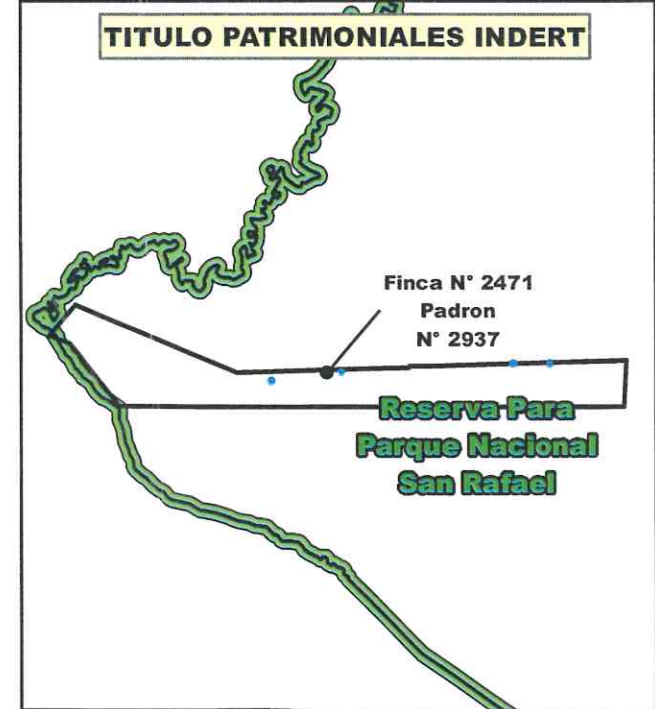 TITULO PATRIMONIALES INDERT
Finca N° 2471
Padron
N° 2937
Reserva Para
Parque Nacional
San Rafael